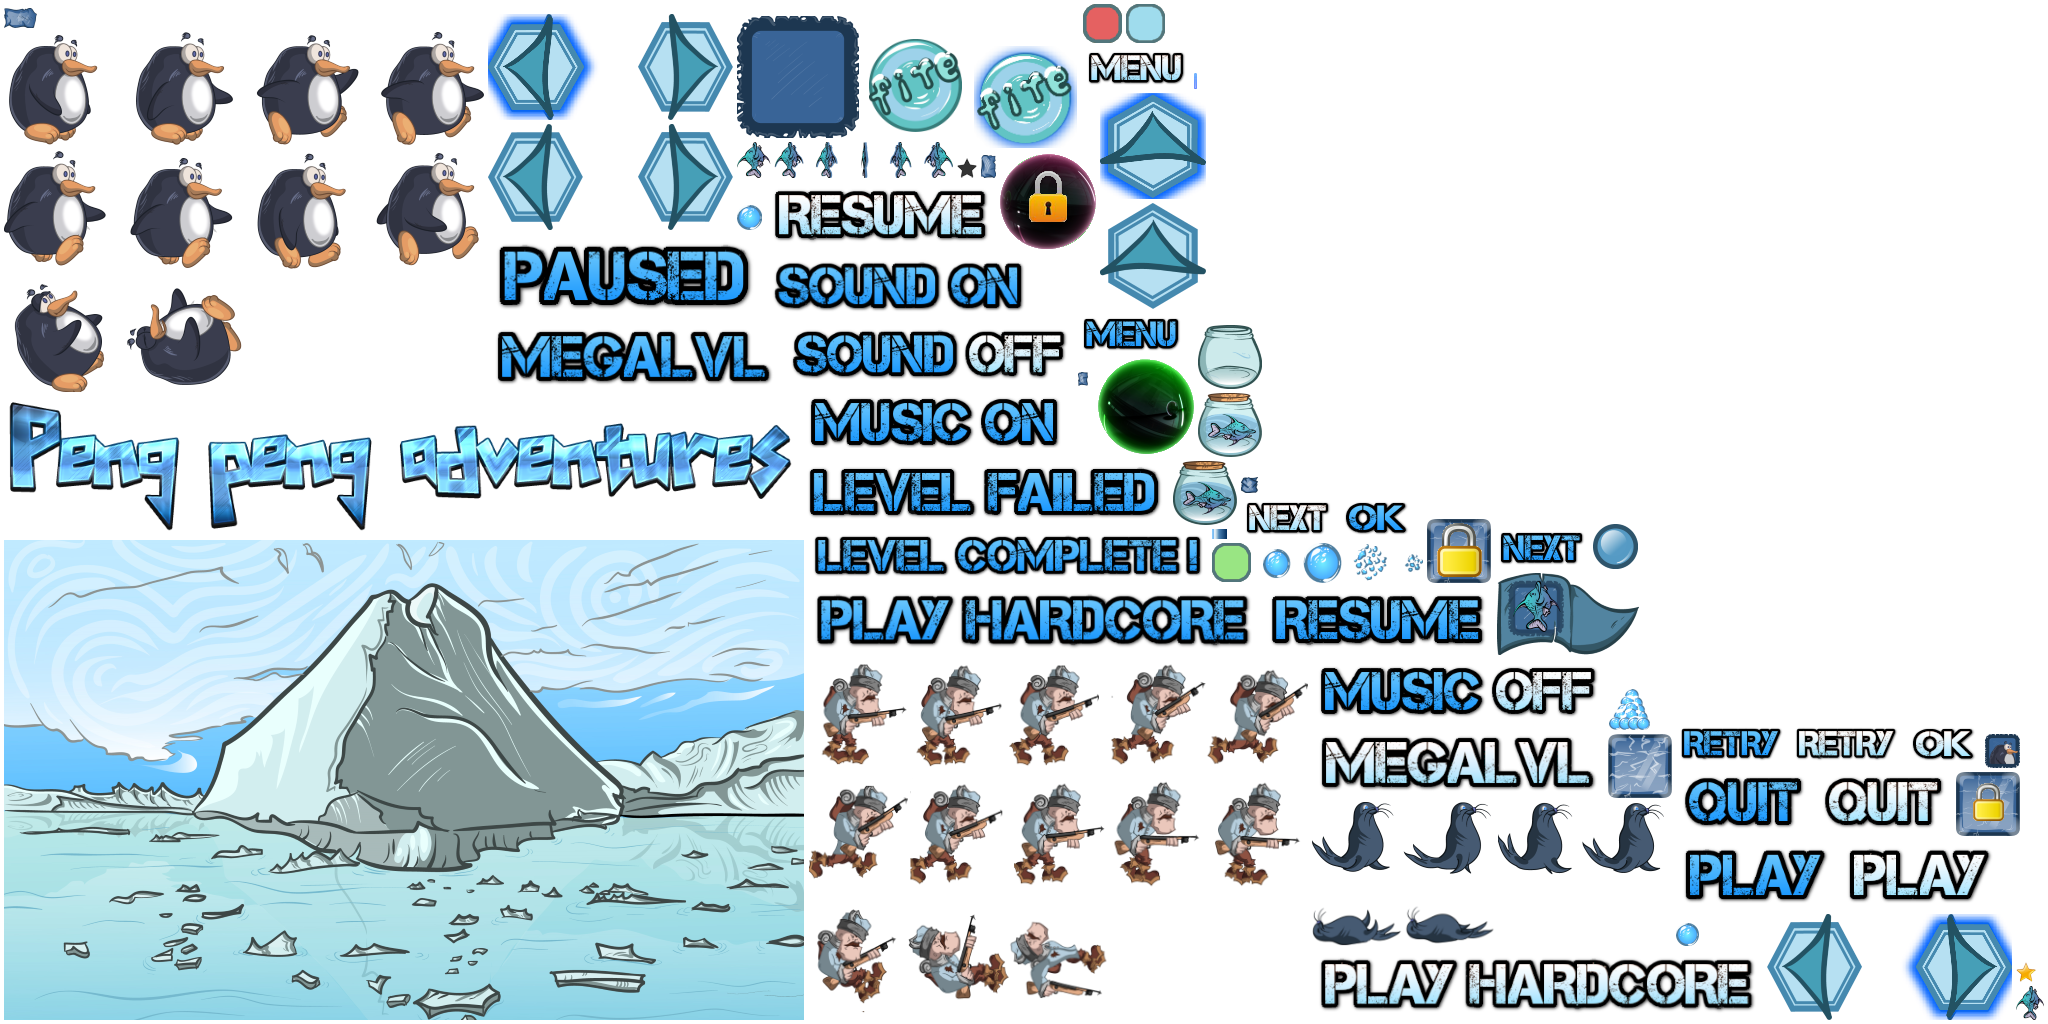 fire
fire
MENU
RESUME
PAUSED
SOUND ON
MEGALVL
SOUND OFF
MENU
MUSIC ON
Peng peng adventures
LEVEL FAILED
NEXT
OK
LEVEL COMPLETE!
NEXT
PLAY HARDCORE
RESUME
MUSIC OFF
MEGALVL
RETRY
RETRY
OK
QUIT
QUIT
PLAY
PLAY
PLAY HARDCORE